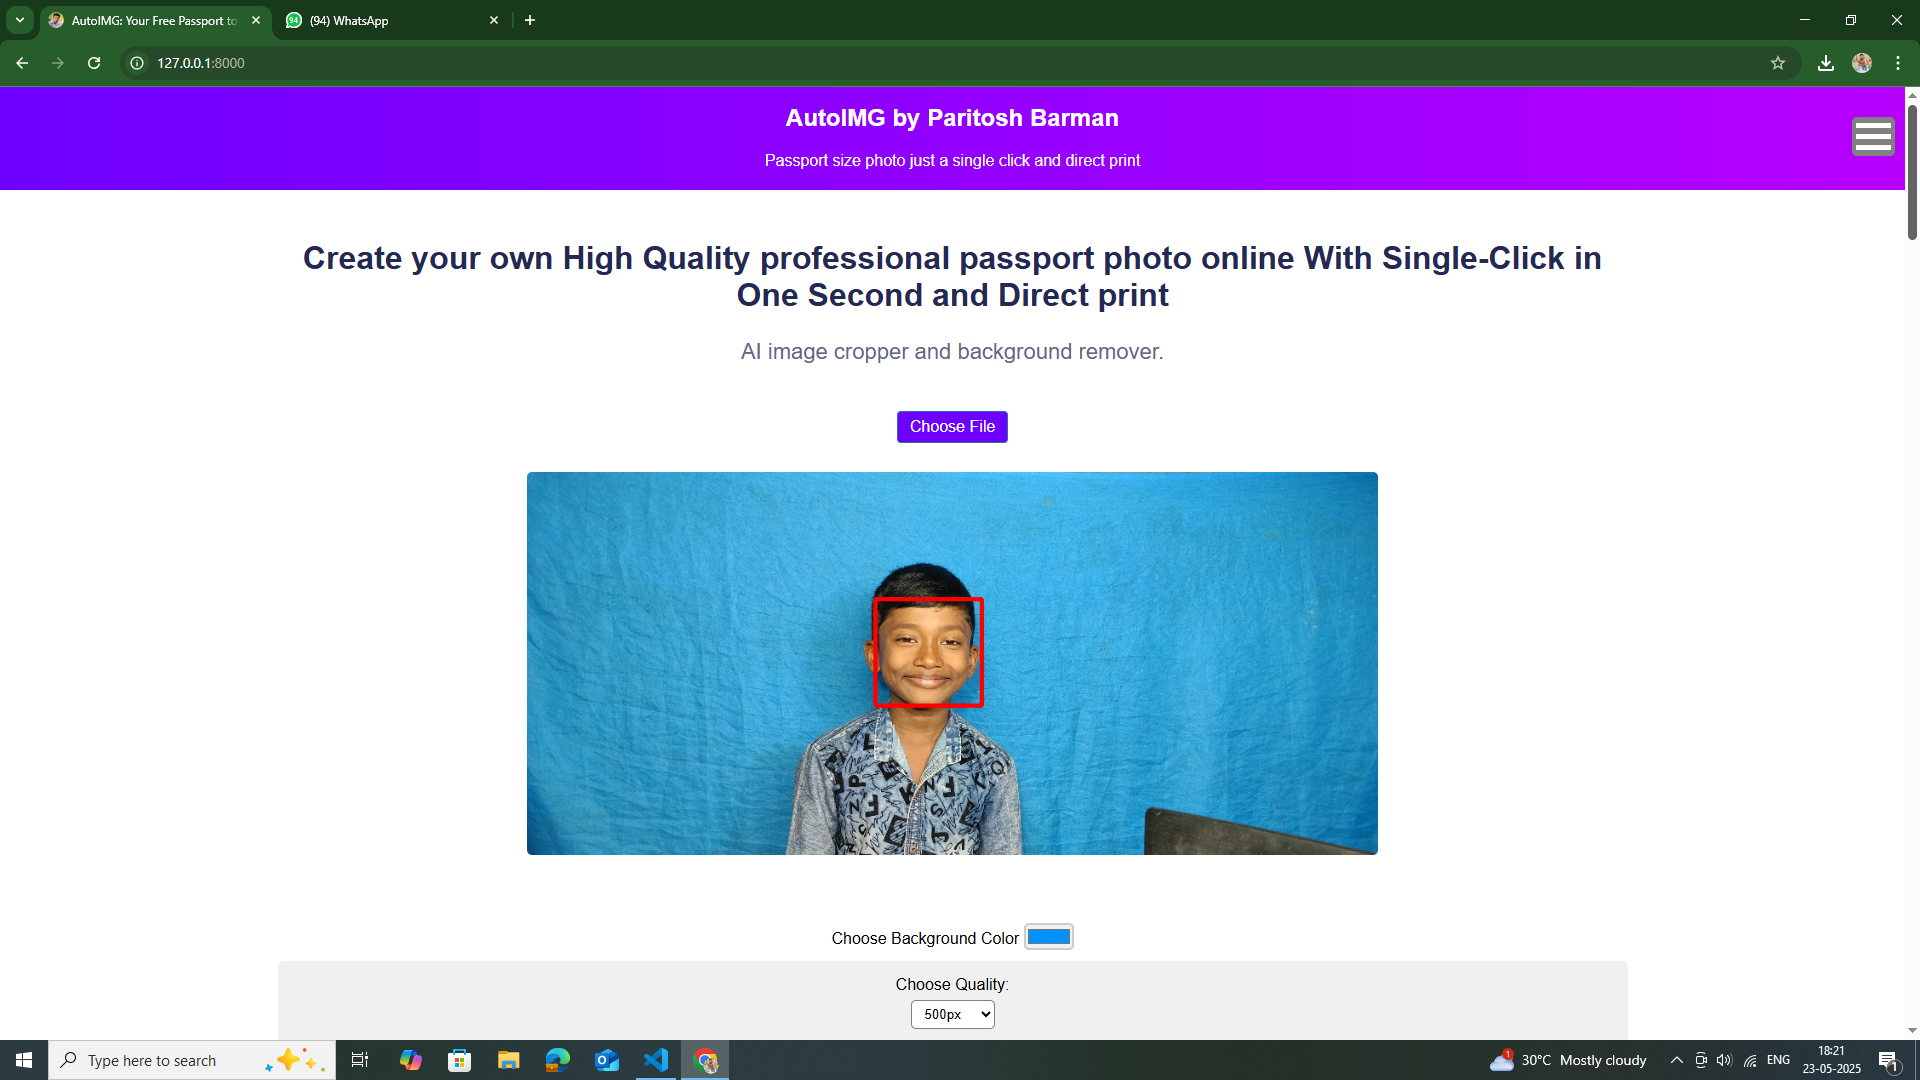 AutoIMG: Your Free Passport to
(94) WhatsApp
127.0.0.1:8000
AutoIMG by Paritosh Barman
Passport size photo just a single click and direct print
Create your own High Quality professional passport photo online With Single-Click in
One Second and Direct print
AI image cropper and background remover.
Choose File
Choose Background Color
Choose Quality:
500px
Type here to search
1
30°C Mostly cloudy
ENG
18:21
23-05-2025
1